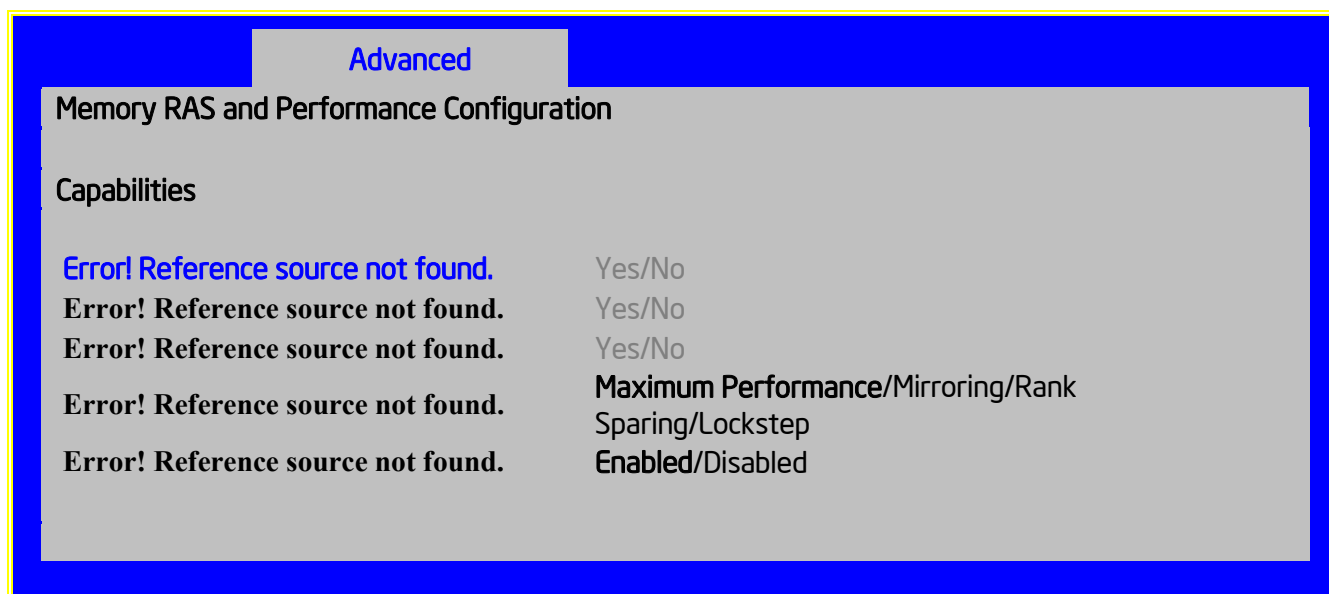 Advanced
Memory RAS and Performance Configuration
Capabilities
Error! Reference source not found. Yes/No
Error! Reference source not found. Yes/No
Error! Reference source not found. Yes/No
Error! Reference source not found. Maximum Performance/Mirroring/Rank
Sparing/Lockstep
Error! Reference source not found. Enabled/Disabled